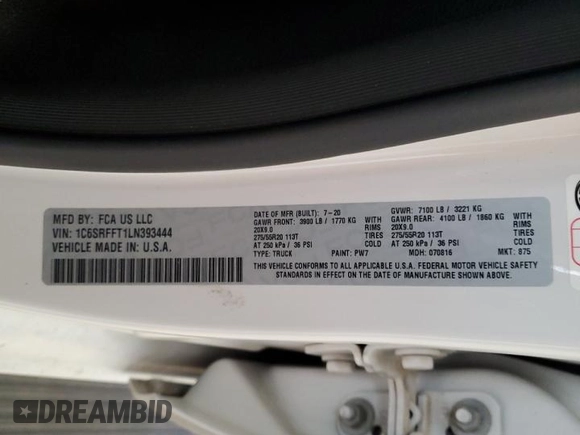 MFD BY: FCA US LLC
VIN: 1C6SRFFT1LN393444
VEHICLE MADE IN U.S.A.
DATE OF MFR (BUILT): 7-20
GAWR FRONT: 3900 LB / 1770 KG
20X9.0 RIMS
275/55R20 113T TIRES
AT 250 kPa / 36 PSI
TYPE: TRUCK
GVWR: 7100 LB / 3221 KG
GAWR REAR: 4100 LB / 1860 KG
20X9.0 RIMS
275/55R20 113T TIRES
AT 250 kPa / 36 PSI
PAINT: PW7 MDH: 070816 MKT: 875
THIS VEHICLE CONFORMS TO ALL APPLICABLE U.S.A. FEDERAL MOTOR VEHICLE SAFETY
STANDARDS IN EFFECT ON THE DATE OF MANUFACTURE SHOWN ABOVE.
DREAMBID